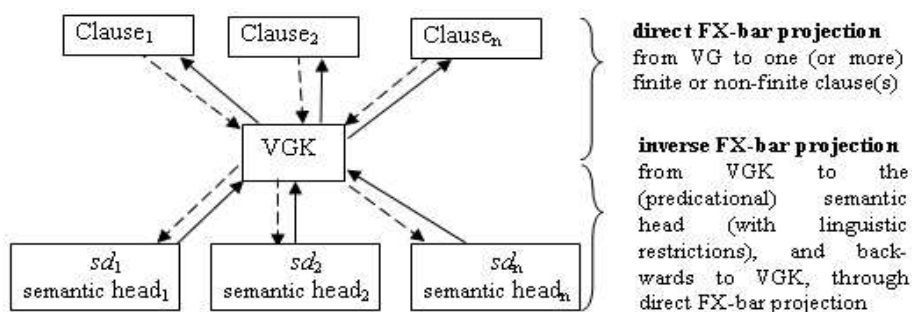 Clause1
Clause2
Clausen
VGK
sd1
semantic head1
sd2
semantic head2
sdn
semantic headn
direct FX-bar projection
from VG to one (or more)
finite or non-finite clause(s)
inverse FX-bar projection
from VGK to the
(predicational) semantic
head (with linguistic
restrictions), and back-
wards to VGK, through
direct FX-bar projection